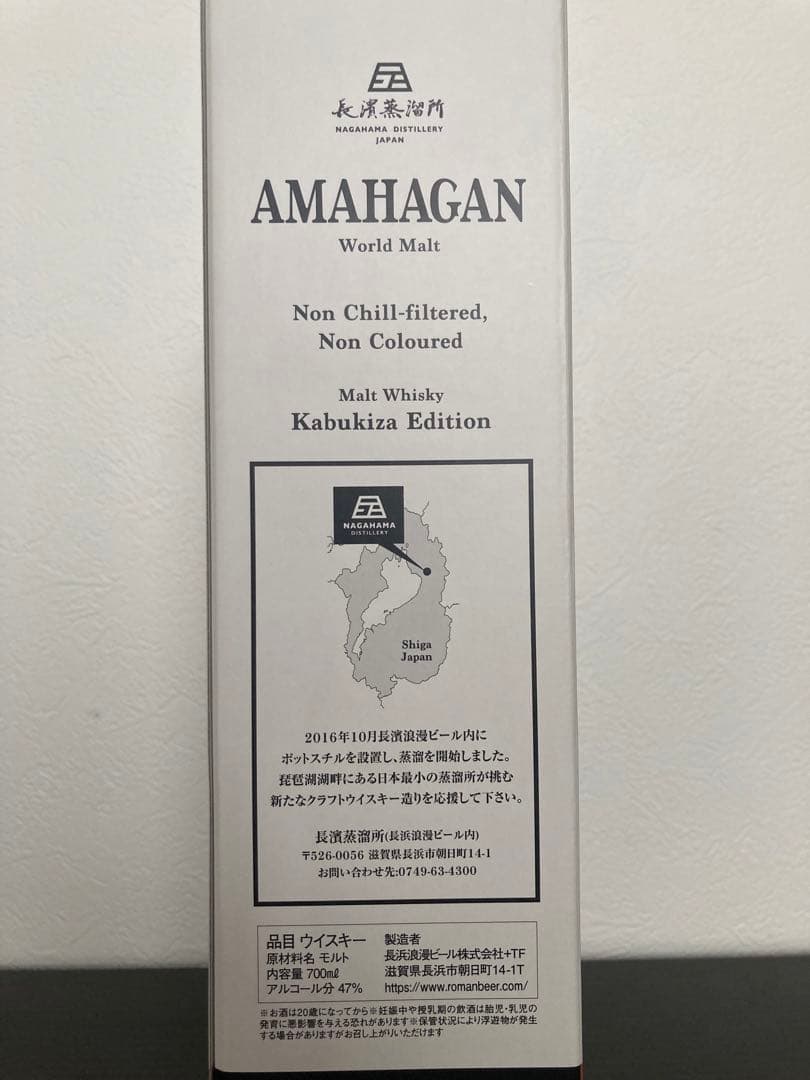 長濱蒸溜所
NAGAHAMA DISTILLERY
JAPAN
AMAHAGAN
World Malt
Non Chill-filtered,
Non Coloured
Malt Whisky
Kabukiza Edition
NAGAHAMA
DISTILLERY
Shiga
Japan
2016年10月長濱浪漫ビール内に
ポットスチルを設置し、蒸溜を開始しました。
琵琶湖湖畔にある日本最小の蒸溜所が挑む
新たなクラフトウイスキー造りを応援して下さい。
長濱蒸溜所(長浜浪漫ビール内)
〒526-0056 滋賀県長浜市朝日町14-1
お問い合わせ先:0749-63-4300
品目 ウイスキー
原材料名 モルト
内容量 700㎖
アルコール分 47%
製造者
長浜浪漫ビール株式会社+TF
滋賀県長浜市朝日町14-1T
https://www.romanbeer.com/
※お酒は20歳になってから※妊娠中や授乳期の飲酒は胎児・乳児の
発育に悪影響を与える恐れがあります※保管状況により浮遊物が発生
する場合がありますがお召し上がりいただけます